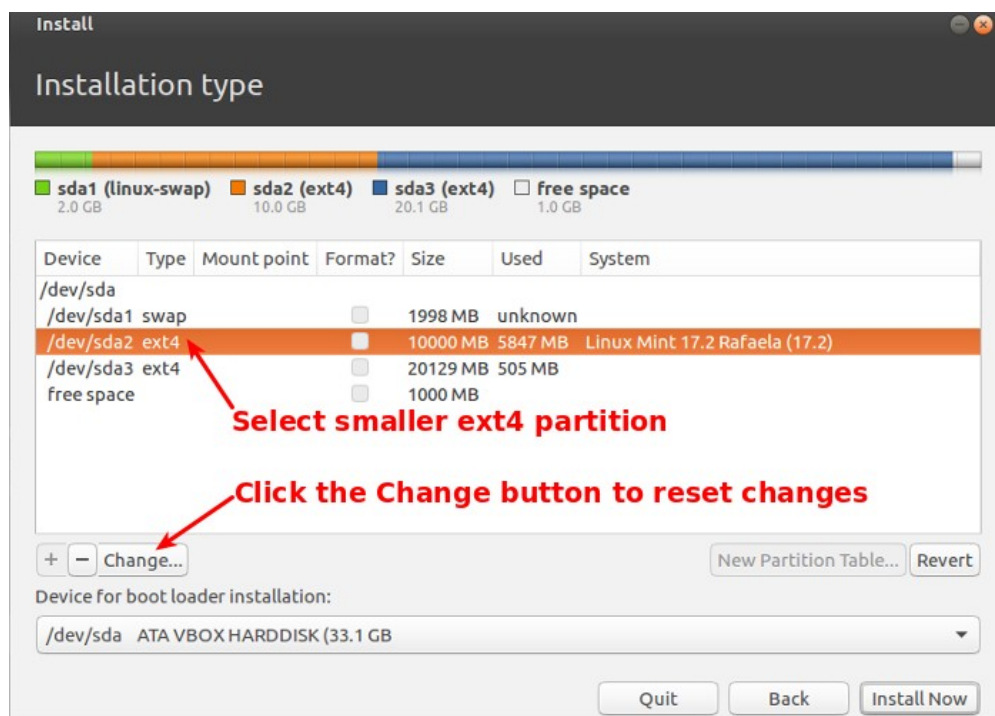 Install
Installation type
sda1 (linux-swap) sda2 (ext4) sda3 (ext4) free space
2.0 GB 10.0 GB 20.1 GB 1.0 GB
Device Type Mount point Format? Size Used System
/dev/sda
/dev/sda1 swap 1998 MB unknown
/dev/sda2 ext4 10000 MB 5847 MB Linux Mint 17.2 Rafaela (17.2)
/dev/sda3 ext4 20129 MB 505 MB
free space 1000 MB
Select smaller ext4 partition
Click the Change button to reset changes
+ − Change... New Partition Table... Revert
Device for boot loader installation:
/dev/sda ATA VBOX HARDDISK (33.1 GB
Quit Back Install Now